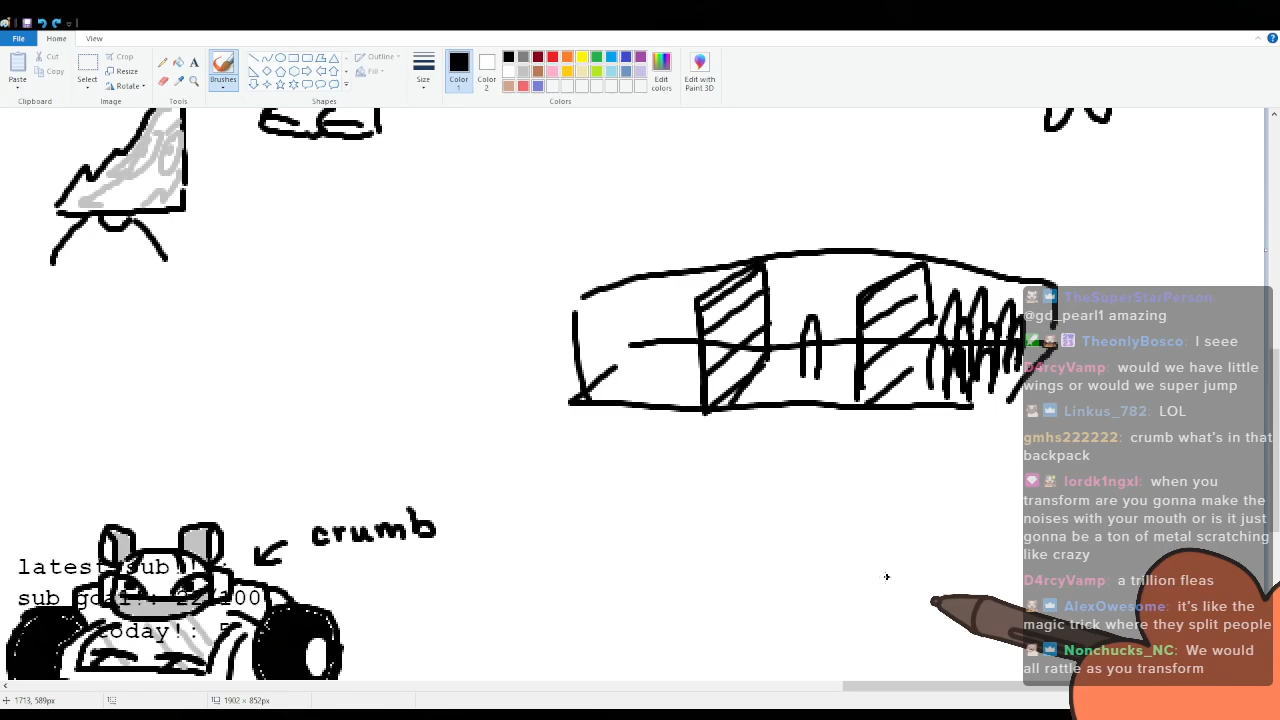 File
Home
View
Paste
Cut
Copy
Clipboard
Select
Crop
Resize
Rotate
Image
Tools
Brushes
Shapes
Outline
Fill
Size
Color
1
Color
2
Edit
colors
Colors
Edit with
Paint 3D
TheSuperStarPerson:
@gd_pearl1 amazing
TheonlyBosco: I seee
D4rcyVamp: would we have little
wings or would we super jump
Linkus_782: LOL
gmhs222222: crumb what's in that
backpack
lordk1ngxl: when you
transform are you gonna make the
noises with your mouth or is it just
gonna be a ton of metal scratching
like crazy
D4rcyVamp: a trillion fleas
AlexOwesome: it's like the
magic trick where they split people
Nonchucks_NC: We would
all rattle as you transform
crumb
latest sub!!:
sub goal!: 22/100
today!: 5
1713, 589px
1902 × 852px